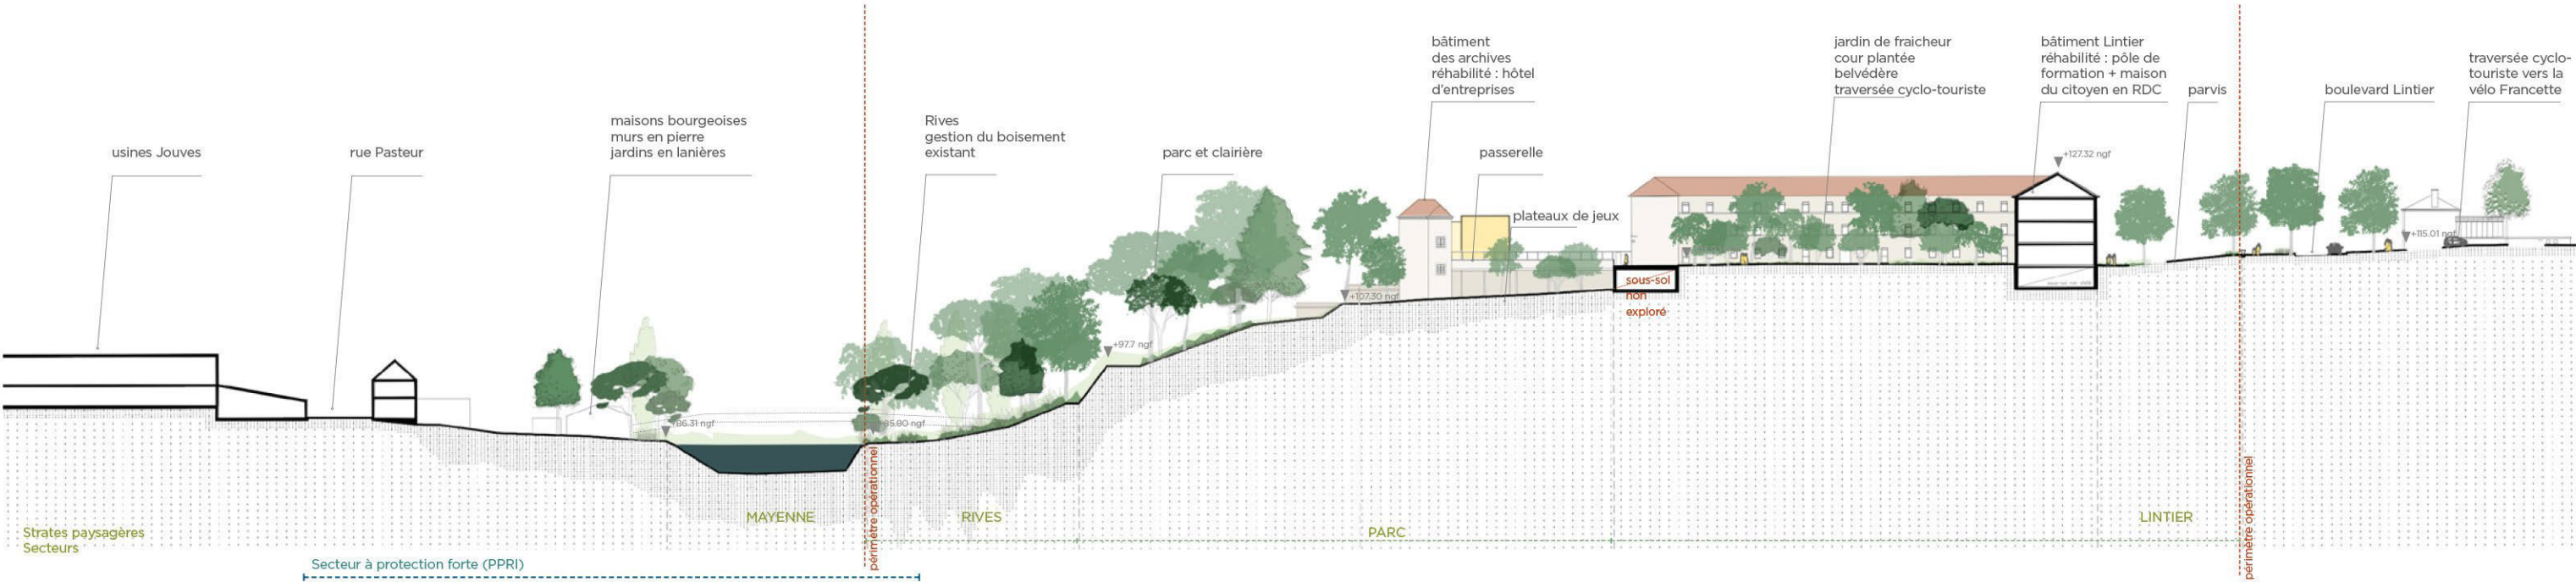 usines Jouves
rue Pasteur
maisons bourgeoises
murs en pierre
jardins en lanières
Rives
gestion du boisement
existant
parc et clairière
bâtiment
des archives
réhabilité : hôtel
d'entreprises
passerelle
plateaux de jeux
jardin de fraicheur
cour plantée
belvédère
traversée cyclo-touriste
bâtiment Lintier
réhabilité : pôle de
formation + maison
du citoyen en RDC
parvis
boulevard Lintier
traversée cyclo-
touriste vers la
vélo Francette
+127.32 ngf
+115.01 ngf
+107.30 ngf
+97.7 ngf
+86.31 ngf
+85.80 ngf
sous-sol
non
exploré
périmètre opérationnel
périmètre opérationnel
MAYENNE
RIVES
PARC
LINTIER
Strates paysagères
Secteurs
Secteur à protection forte (PPRI)